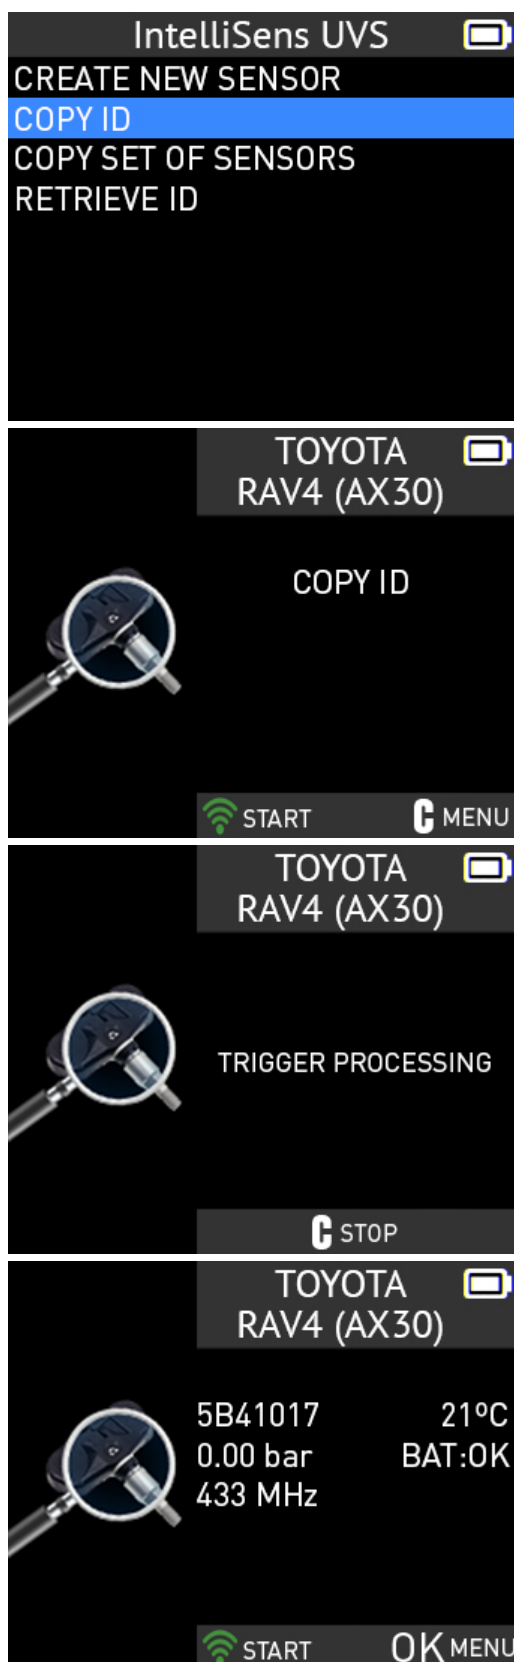 IntelliSens UVS
CREATE NEW SENSOR
COPY ID
COPY SET OF SENSORS
RETRIEVE ID
TOYOTA
RAV4 (AX30)
COPY ID
START C MENU
TOYOTA
RAV4 (AX30)
TRIGGER PROCESSING
C STOP
TOYOTA
RAV4 (AX30)
5B41017 21ºC
0.00 bar BAT:OK
433 MHz
START OK MENU